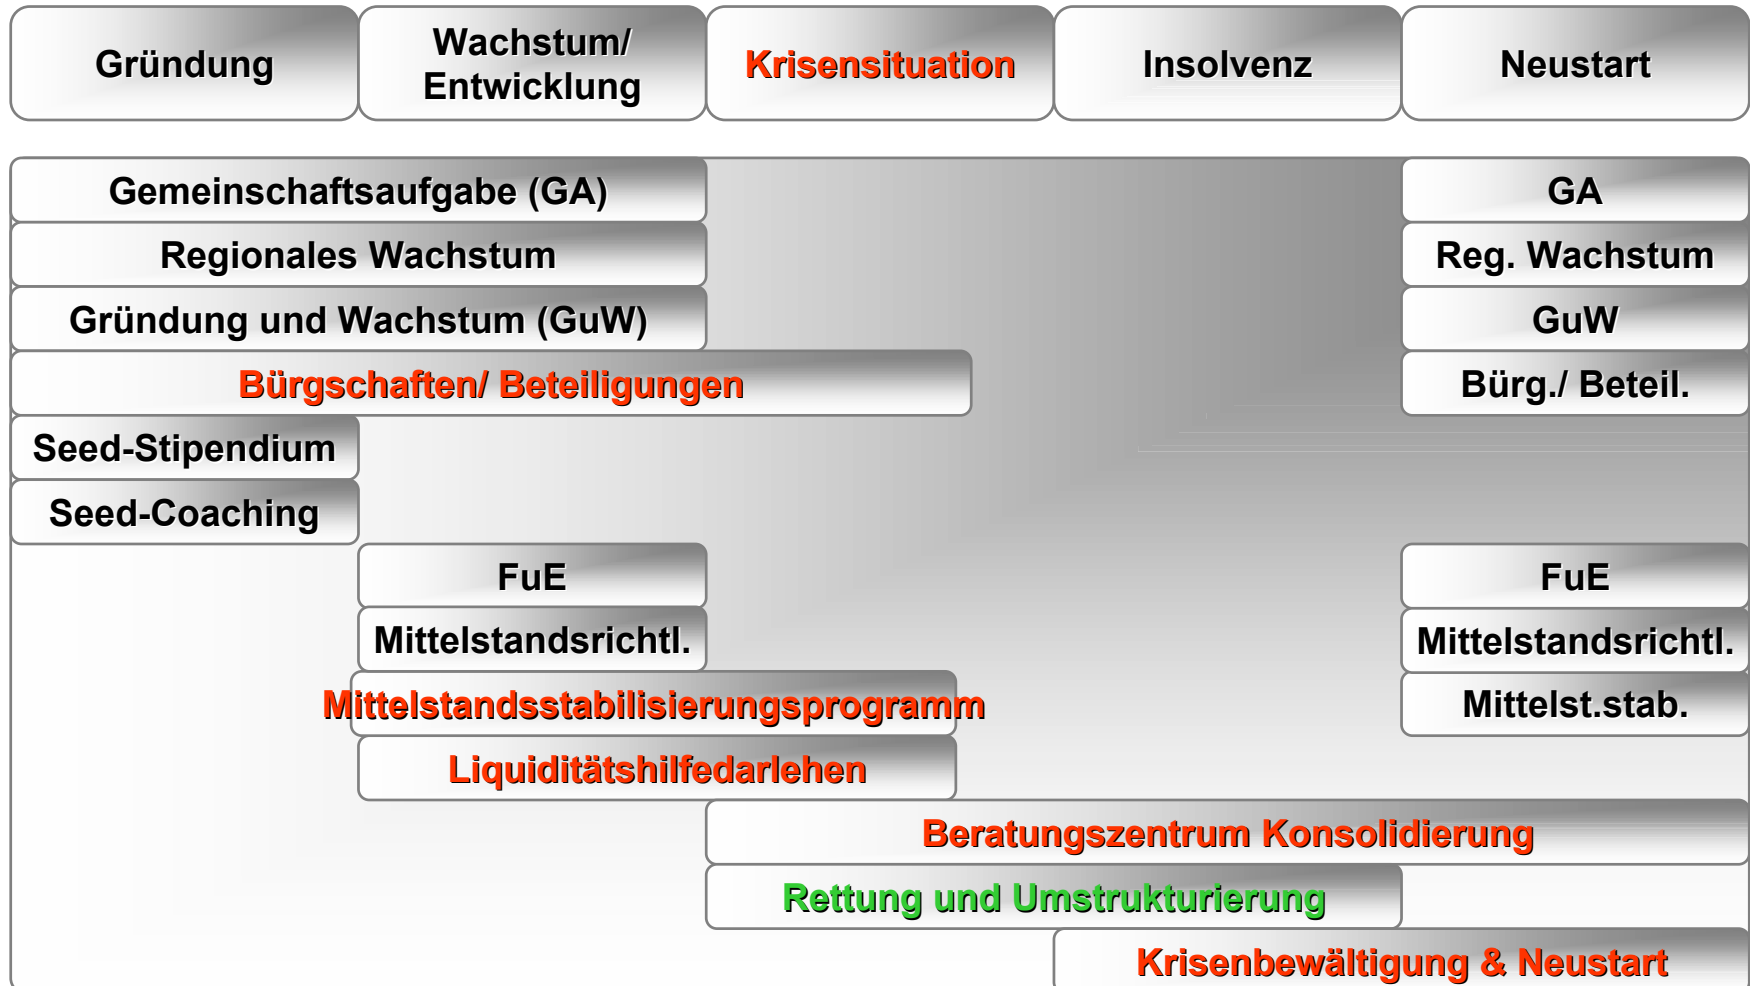 Gründung
Wachstum/
Entwicklung
Krisensituation
Insolvenz
Neustart
Gemeinschaftsaufgabe (GA)
GA
Regionales Wachstum
Reg. Wachstum
Gründung und Wachstum (GuW)
GuW
Bürgschaften/ Beteiligungen
Bürg./ Beteil.
Seed-Stipendium
Seed-Coaching
FuE
FuE
Mittelstandsrichtl.
Mittelstandsrichtl.
Mittelstandsstabilisierungsprogramm
Mittelst.stab.
Liquiditätshilfedarlehen
Beratungszentrum Konsolidierung
Rettung und Umstrukturierung
Krisenbewältigung & Neustart